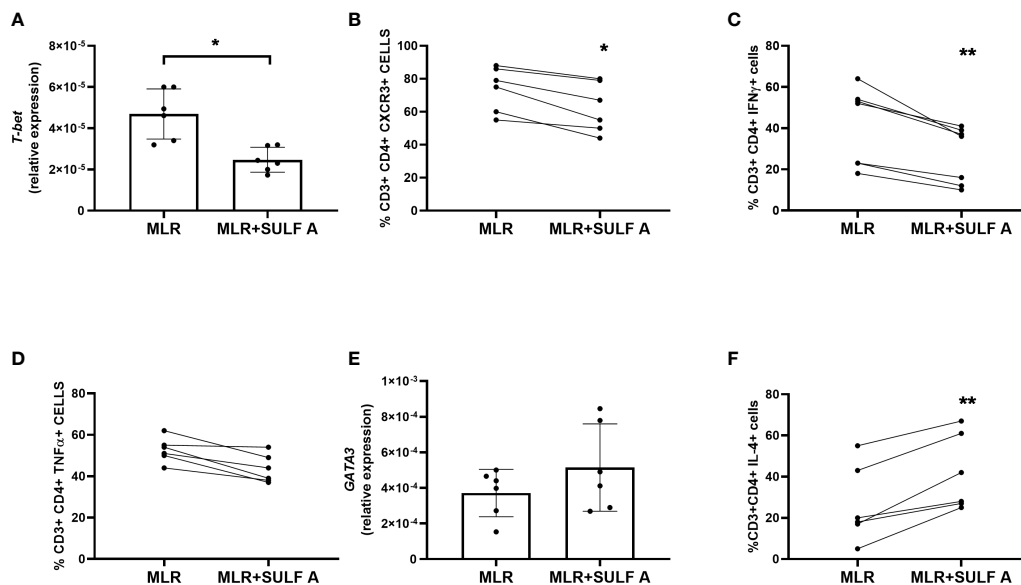 A
T-bet
(relative expression)
8×10-5
6×10-5
4×10-5
2×10-5
0
*
MLR
MLR+SULF A
B
% CD3+ CD4+ CXCR3+ CELLS
100
80
60
40
20
0
*
MLR
MLR+SULF A
C
% CD3+ CD4+ IFNγ+ cells
80
60
40
20
0
**
MLR
MLR+SULF A
D
% CD3+ CD4+ TNFα+ CELLS
80
60
40
20
0
MLR
MLR+SULF A
E
GATA3
(relative expression)
1×10-3
8×10-4
6×10-4
4×10-4
2×10-4
0
MLR
MLR+SULF A
F
%CD3+CD4+ IL-4+ cells
80
60
40
20
0
**
MLR
MLR+SULF A